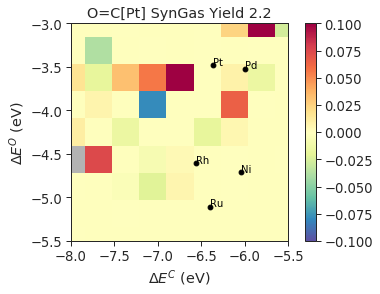 O=C[Pt] SynGas Yield 2.2
−3.0
−3.5
−4.0
−4.5
−5.0
−5.5
ΔE^O (eV)
Pt
Pd
Rh
Ni
Ru
−8.0 −7.5 −7.0 −6.5 −6.0 −5.5
ΔE^C (eV)
0.100
0.075
0.050
0.025
0.000
−0.025
−0.050
−0.075
−0.100